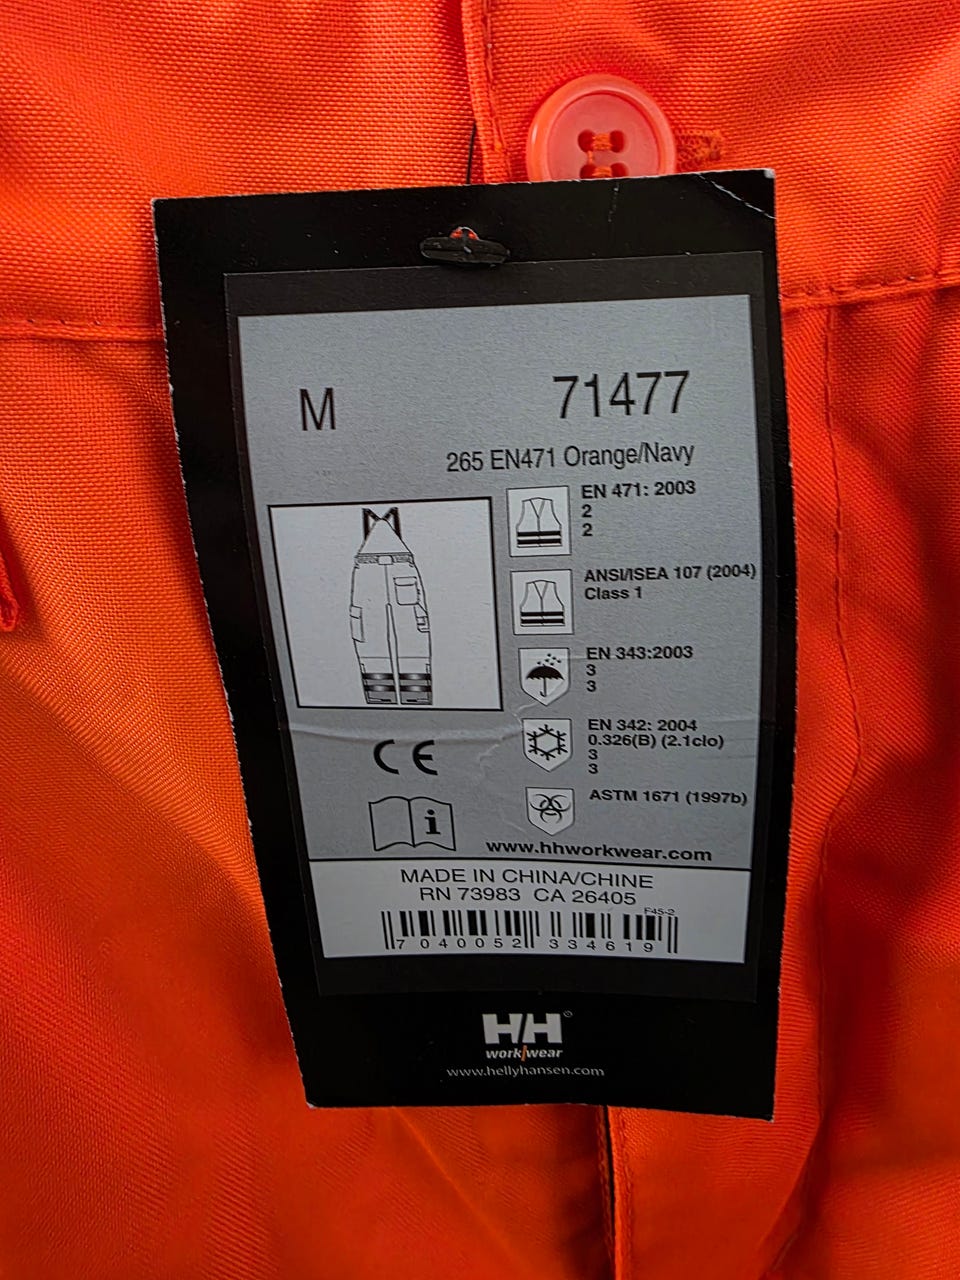 M
71477
265 EN471 Orange/Navy
EN 471: 2003
2
2
ANSI/ISEA 107 (2004)
Class 1
EN 343:2003
3
3
EN 342: 2004
0.326(B) (2.1clo)
3
3
CE
i
ASTM 1671 (1997b)
www.hhworkwear.com
MADE IN CHINA/CHINE
RN 73983 CA 26405
F45-2
7 040052 334619
HH®
work/wear
www.hellyhansen.com